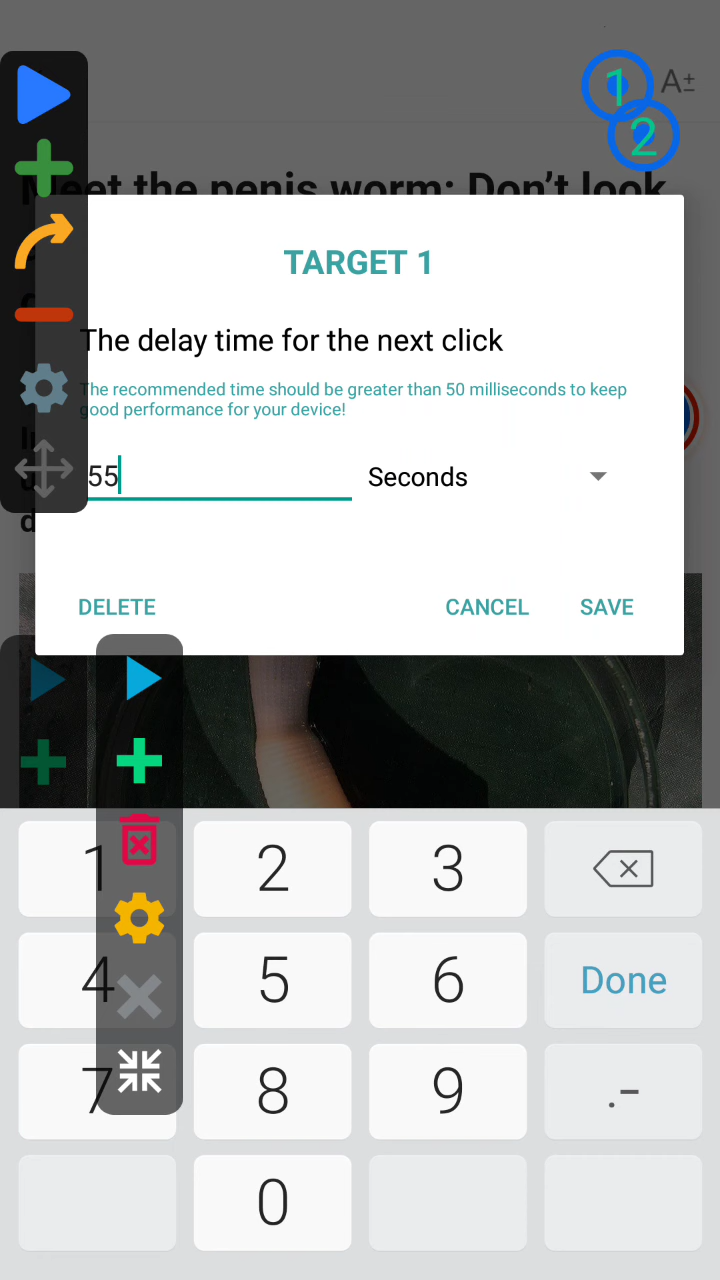 1
A±
2
Meet the penis worm: Don't look
TARGET 1
The delay time for the next click
The recommended time should be greater than 50 milliseconds to keep
good performance for your device!
55
Seconds
DELETE
CANCEL
SAVE
1
2
3
4
5
6
Done
7
8
9
.-
0